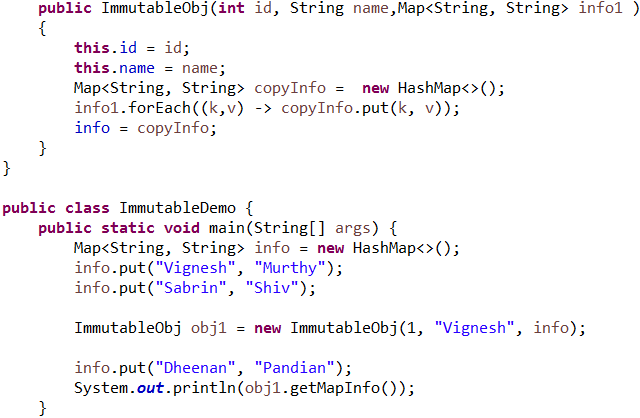 public ImmutableObj(int id, String name,Map<String, String> info1 )
{
this.id = id;
this.name = name;
Map<String, String> copyInfo =  new HashMap<>();
info1.forEach((k,v) -> copyInfo.put(k, v));
info = copyInfo;
}
}
public class ImmutableDemo {
public static void main(String[] args) {
Map<String, String> info = new HashMap<>();
info.put("Vignesh", "Murthy");
info.put("Sabrin", "Shiv");
ImmutableObj obj1 = new ImmutableObj(1, "Vignesh", info);
info.put("Dheenan", "Pandian");
System.out.println(obj1.getMapInfo());
}